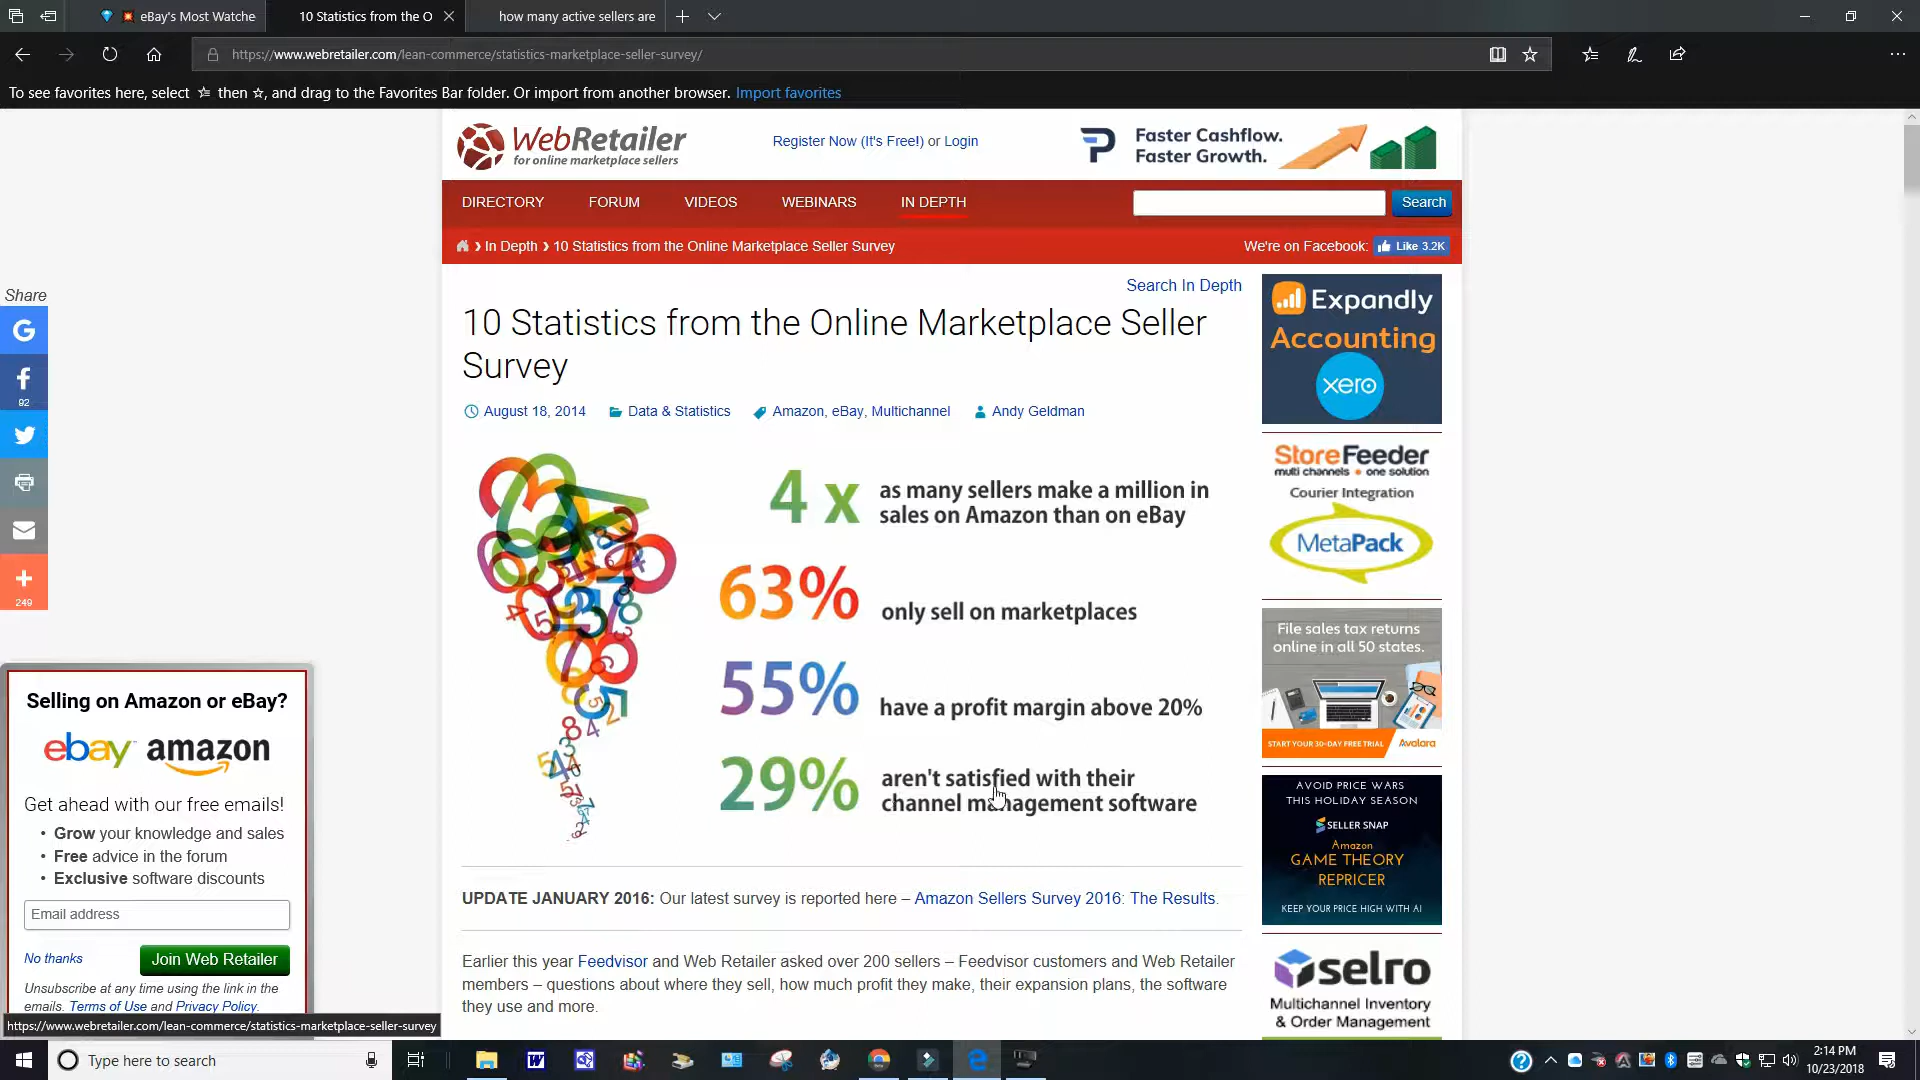 eBay's Most Watche
10 Statistics from the O
how many active sellers are
https://www.webretailer.com/lean-commerce/statistics-marketplace-seller-survey/
To see favorites here, select then ☆, and drag to the Favorites Bar folder. Or import from another browser. Import favorites
WebRetailer
for online marketplace sellers
Register Now (It's Free!) or Login
Faster Cashflow.
Faster Growth.
DIRECTORY FORUM VIDEOS WEBINARS IN DEPTH
Search
In Depth › 10 Statistics from the Online Marketplace Seller Survey
We're on Facebook: Like 3.2K
Share
92
249
Search In Depth
10 Statistics from the Online Marketplace Seller
Survey
August 18, 2014 Data & Statistics Amazon, eBay, Multichannel Andy Geldman
4 x as many sellers make a million in
sales on Amazon than on eBay
63% only sell on marketplaces
55% have a profit margin above 20%
29% aren't satisfied with their
channel management software
UPDATE JANUARY 2016: Our latest survey is reported here – Amazon Sellers Survey 2016: The Results.
Earlier this year Feedvisor and Web Retailer asked over 200 sellers – Feedvisor customers and Web Retailer
members – questions about where they sell, how much profit they make, their expansion plans, the software
they use and more.
Expandly
Accounting
xero
StoreFeeder
multi channels • one solution
Courier Integration
MetaPack
File sales tax returns
online in all 50 states.
START YOUR 30-DAY FREE TRIAL Avalara
AVOID PRICE WARS
THIS HOLIDAY SEASON
SELLER SNAP
Amazon
GAME THEORY
REPRICER
KEEP YOUR PRICE HIGH WITH AI
selro
Multichannel Inventory
& Order Management
Selling on Amazon or eBay?
ebay amazon
Get ahead with our free emails!
• Grow your knowledge and sales
• Free advice in the forum
• Exclusive software discounts
Email address
No thanks
Join Web Retailer
Unsubscribe at any time using the link in the
emails. Terms of Use and Privacy Policy.
https://www.webretailer.com/lean-commerce/statistics-marketplace-seller-survey
Type here to search
2:14 PM
10/23/2018